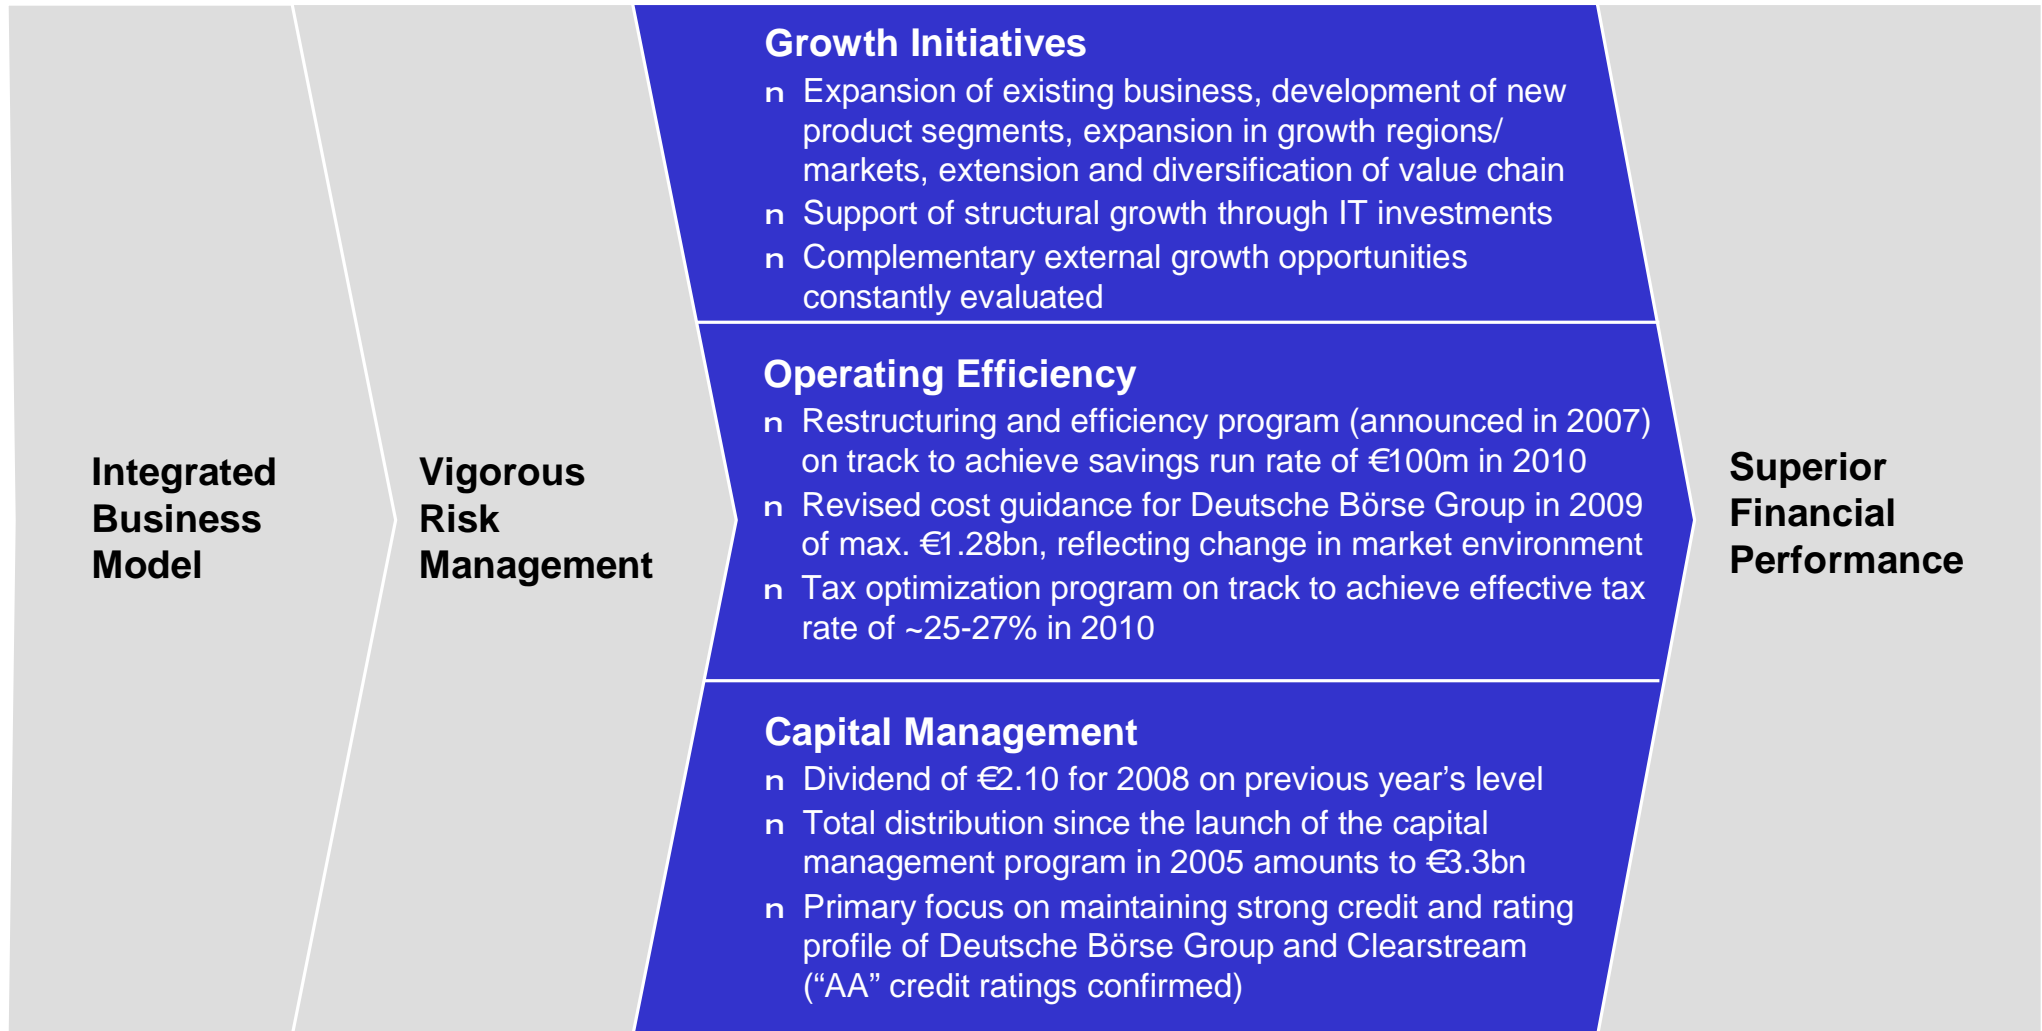 Integrated
Business
Model
Vigorous
Risk
Management
Growth Initiatives
n Expansion of existing business, development of new
product segments, expansion in growth regions/
markets, extension and diversification of value chain
n Support of structural growth through IT investments
n Complementary external growth opportunities
constantly evaluated
Operating Efficiency
n Restructuring and efficiency program (announced in 2007)
on track to achieve savings run rate of €100m in 2010
n Revised cost guidance for Deutsche Börse Group in 2009
of max. €1.28bn, reflecting change in market environment
n Tax optimization program on track to achieve effective tax
rate of ~25-27% in 2010
Capital Management
n Dividend of €2.10 for 2008 on previous year’s level
n Total distribution since the launch of the capital
management program in 2005 amounts to €3.3bn
n Primary focus on maintaining strong credit and rating
profile of Deutsche Börse Group and Clearstream
(“AA” credit ratings confirmed)
Superior
Financial
Performance